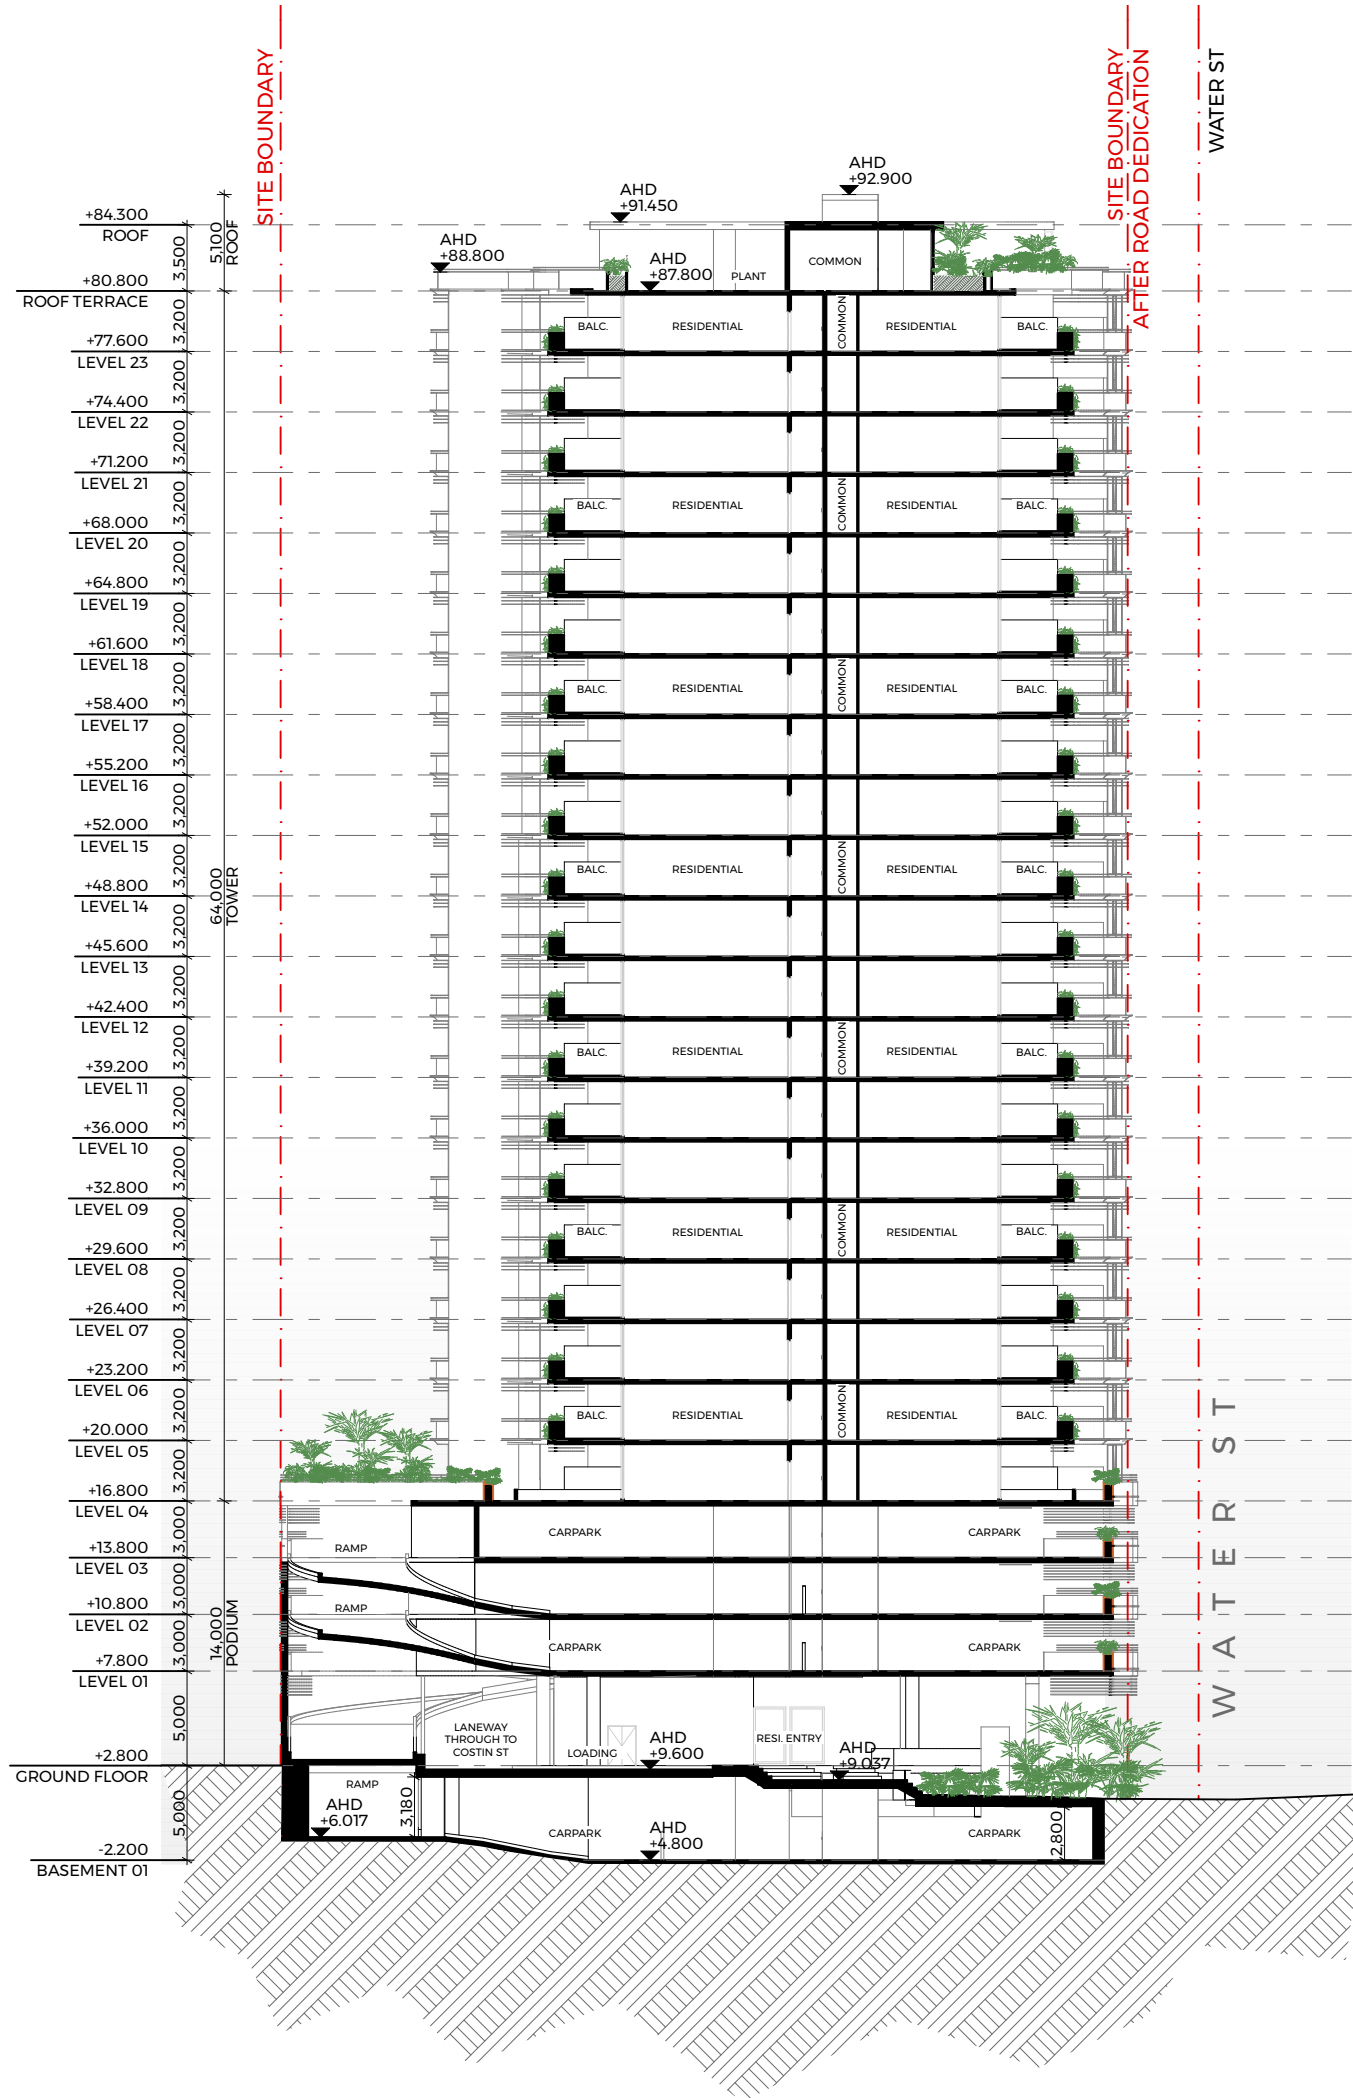 SITE BOUNDARY
SITE BOUNDARY
AFTER ROAD DEDICATION
WATER ST
AHD
+92.900
AHD
+91.450
AHD
+88.800
AHD
+87.800
PLANT
COMMON
5,100
ROOF
+84.300
ROOF
3,500
+80.800
ROOF TERRACE
3,200
BALC.
RESIDENTIAL
COMMON
RESIDENTIAL
BALC.
+77.600
LEVEL 23
3,200
+74.400
LEVEL 22
3,200
+71.200
LEVEL 21
3,200
BALC.
RESIDENTIAL
COMMON
RESIDENTIAL
BALC.
+68.000
LEVEL 20
3,200
+64.800
LEVEL 19
3,200
+61.600
LEVEL 18
3,200
BALC.
RESIDENTIAL
COMMON
RESIDENTIAL
BALC.
+58.400
LEVEL 17
3,200
+55.200
LEVEL 16
3,200
+52.000
LEVEL 15
3,200
BALC.
RESIDENTIAL
COMMON
RESIDENTIAL
BALC.
+48.800
LEVEL 14
64,000
TOWER
3,200
+45.600
LEVEL 13
3,200
+42.400
LEVEL 12
3,200
BALC.
RESIDENTIAL
COMMON
RESIDENTIAL
BALC.
+39.200
LEVEL 11
3,200
+36.000
LEVEL 10
3,200
+32.800
LEVEL 09
3,200
BALC.
RESIDENTIAL
COMMON
RESIDENTIAL
BALC.
+29.600
LEVEL 08
3,200
+26.400
LEVEL 07
3,200
+23.200
LEVEL 06
3,200
BALC.
RESIDENTIAL
COMMON
RESIDENTIAL
BALC.
+20.000
LEVEL 05
3,200
+16.800
LEVEL 04
3,000
CARPARK
CARPARK
RAMP
+13.800
LEVEL 03
3,000
RAMP
+10.800
LEVEL 02
3,000
14,000
PODIUM
CARPARK
CARPARK
+7.800
LEVEL 01
5,000
WATER ST
LANEWAY
THROUGH TO
COSTIN ST
LOADING
RESI. ENTRY
AHD
+9.600
AHD
+9.037
+2.800
GROUND FLOOR
5,000
RAMP
AHD
+6.017
3,180
CARPARK
AHD
+4.800
CARPARK
2,800
-2.200
BASEMENT 01